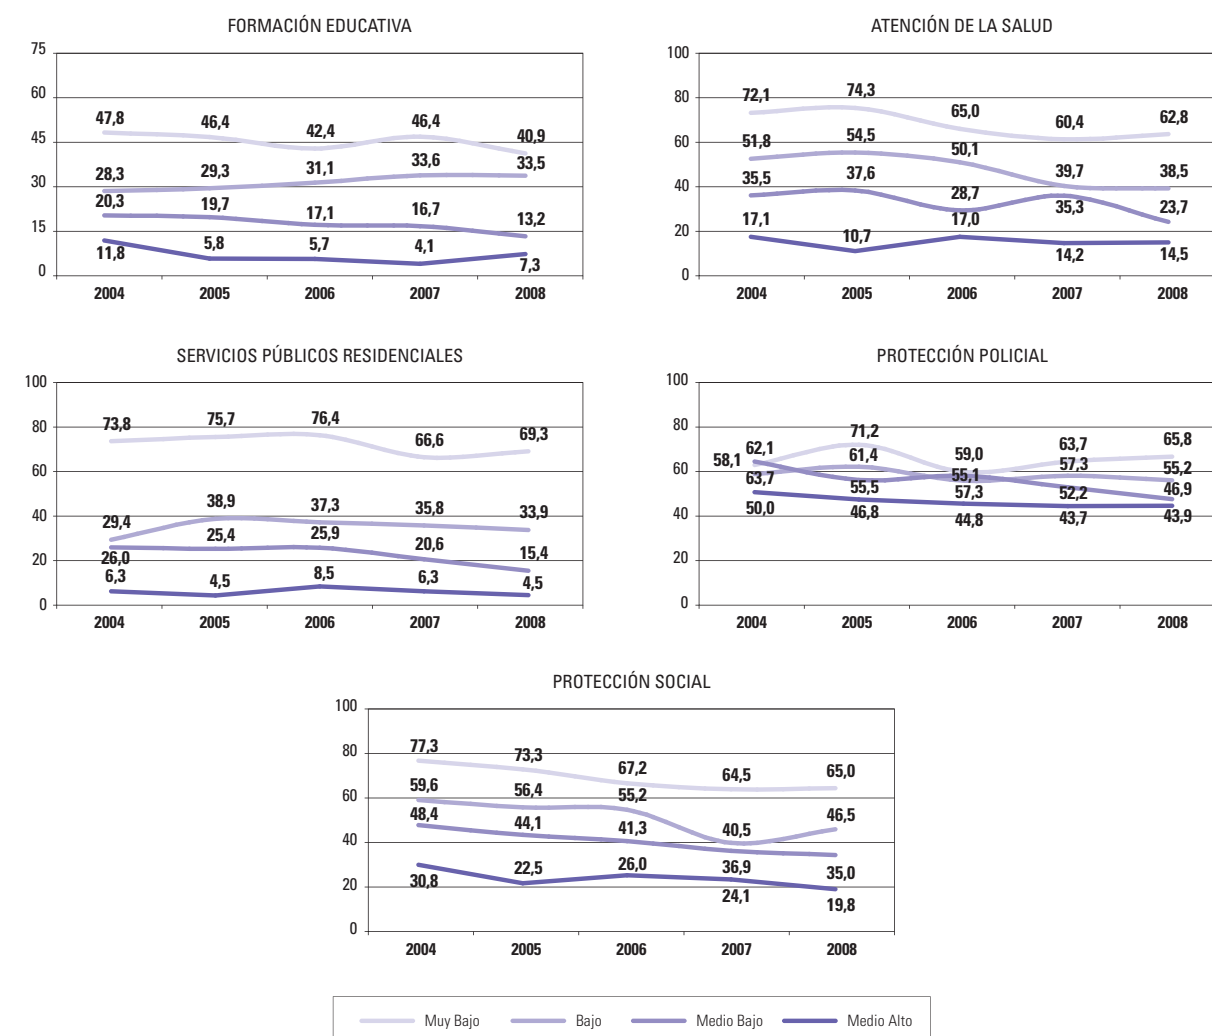 FORMACIÓN EDUCATIVA
75
60
45
30
15
0
47,8 46,4 42,4 46,4 40,9
28,3 29,3 31,1 33,6 33,5
20,3 19,7 17,1 16,7 13,2
11,8 5,8 5,7 4,1 7,3
2004 2005 2006 2007 2008
ATENCIÓN DE LA SALUD
100
80
60
40
20
0
72,1 74,3 65,0 60,4 62,8
51,8 54,5 50,1 39,7 38,5
35,5 37,6 28,7 35,3 23,7
17,1 10,7 17,0 14,2 14,5
2004 2005 2006 2007 2008
SERVICIOS PÚBLICOS RESIDENCIALES
100
80
60
40
20
0
73,8 75,7 76,4 66,6 69,3
29,4 38,9 37,3 35,8 33,9
26,0 25,4 25,9 20,6 15,4
6,3 4,5 8,5 6,3 4,5
2004 2005 2006 2007 2008
PROTECCIÓN POLICIAL
100
80
60
40
20
0
62,1 71,2 59,0 63,7 65,8
58,1 61,4 55,1 57,3 55,2
63,7 55,5 57,3 52,2 46,9
50,0 46,8 44,8 43,7 43,9
2004 2005 2006 2007 2008
PROTECCIÓN SOCIAL
100
80
60
40
20
0
77,3 73,3 67,2 64,5 65,0
59,6 56,4 55,2 40,5 46,5
48,4 44,1 41,3 36,9 35,0
30,8 22,5 26,0 24,1 19,8
2004 2005 2006 2007 2008
Muy Bajo Bajo Medio Bajo Medio Alto